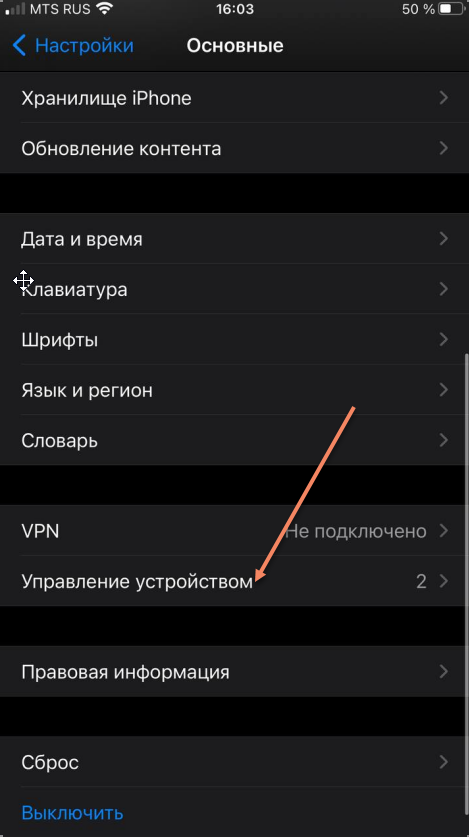 MTS RUS 16:03 50 %
Настройки Основные
Хранилище iPhone
Обновление контента
Дата и время
Клавиатура
Шрифты
Язык и регион
Словарь
VPN Не подключено
Управление устройством 2
Правовая информация
Сброс
Выключить